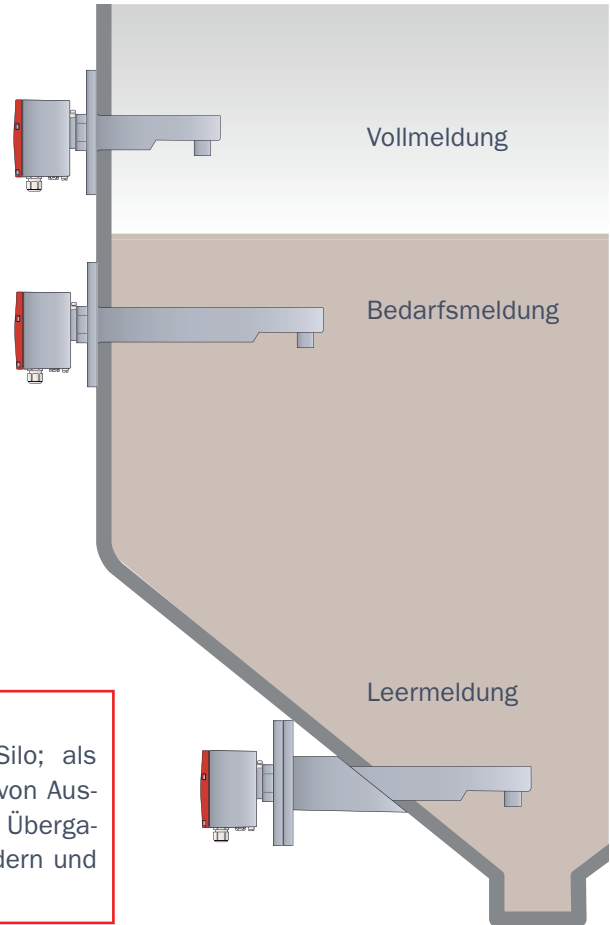 Vollmeldung
Bedarfsmeldung
Leermeldung
Silo; als
von Aus-
Überga-
dern und